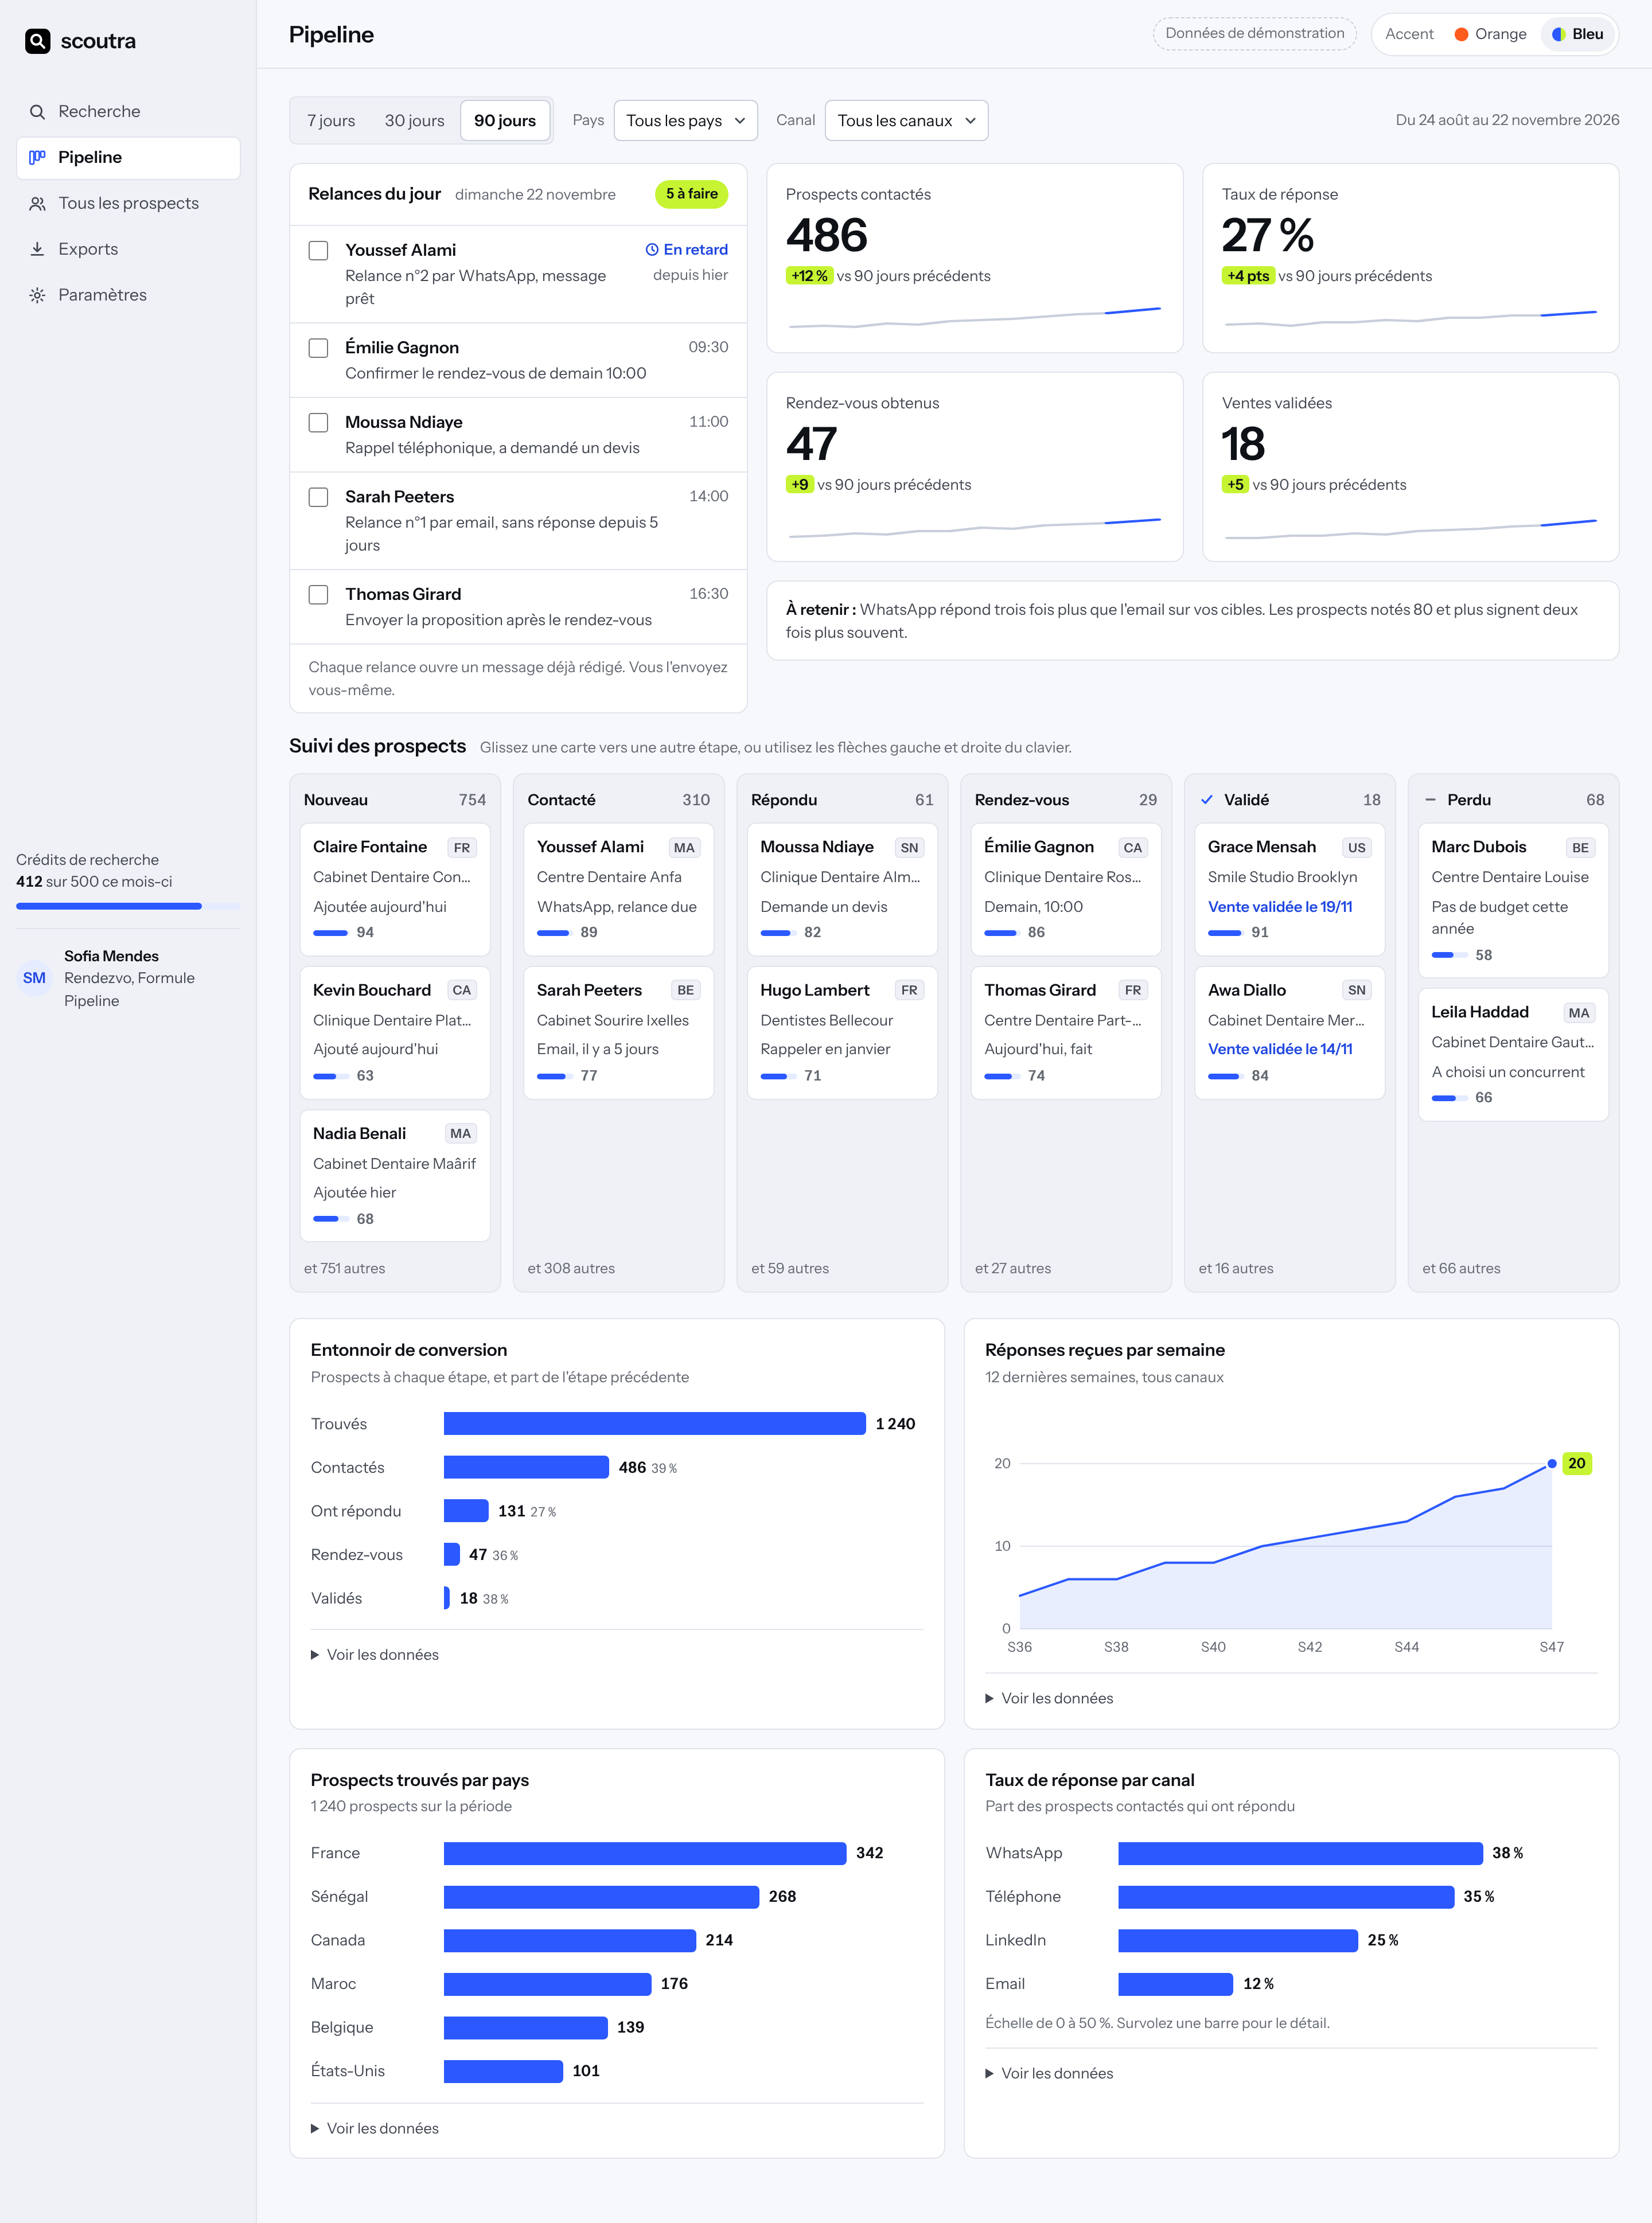 scoutra
Recherche
Pipeline
Tous les prospects
Exports
Paramètres
Crédits de recherche
412 sur 500 ce mois-ci
SM
Sofia Mendes
Rendezvo, Formule
Pipeline
Pipeline
Données de démonstration
Accent
Orange
Bleu
7 jours
30 jours
90 jours
Pays
Tous les pays
Canal
Tous les canaux
Du 24 août au 22 novembre 2026
Relances du jour
dimanche 22 novembre
5 à faire
Youssef Alami
En retard
Relance n°2 par WhatsApp, message
prêt
depuis hier
Émilie Gagnon
09:30
Confirmer le rendez-vous de demain 10:00
Moussa Ndiaye
11:00
Rappel téléphonique, a demandé un devis
Sarah Peeters
14:00
Relance n°1 par email, sans réponse depuis 5
jours
Thomas Girard
16:30
Envoyer la proposition après le rendez-vous
Chaque relance ouvre un message déjà rédigé. Vous l'envoyez
vous-même.
Prospects contactés
486
+12 % vs 90 jours précédents
Taux de réponse
27 %
+4 pts vs 90 jours précédents
Rendez-vous obtenus
47
+9 vs 90 jours précédents
Ventes validées
18
+5 vs 90 jours précédents
À retenir : WhatsApp répond trois fois plus que l'email sur vos cibles. Les prospects notés 80 et plus signent deux
fois plus souvent.
Suivi des prospects
Glissez une carte vers une autre étape, ou utilisez les flèches gauche et droite du clavier.
Nouveau
754
Claire Fontaine
FR
Cabinet Dentaire Con…
Ajoutée aujourd'hui
94
Kevin Bouchard
CA
Clinique Dentaire Plat…
Ajouté aujourd'hui
63
Nadia Benali
MA
Cabinet Dentaire Maârif
Ajoutée hier
68
et 751 autres
Contacté
310
Youssef Alami
MA
Centre Dentaire Anfa
WhatsApp, relance due
89
Sarah Peeters
BE
Cabinet Sourire Ixelles
Email, il y a 5 jours
77
et 308 autres
Répondu
61
Moussa Ndiaye
SN
Clinique Dentaire Alm…
Demande un devis
82
Hugo Lambert
FR
Dentistes Bellecour
Rappeler en janvier
71
et 59 autres
Rendez-vous
29
Émilie Gagnon
CA
Clinique Dentaire Ros…
Demain, 10:00
86
Thomas Girard
FR
Centre Dentaire Part-…
Aujourd'hui, fait
74
et 27 autres
Validé
18
Grace Mensah
US
Smile Studio Brooklyn
Vente validée le 19/11
91
Awa Diallo
SN
Cabinet Dentaire Mer…
Vente validée le 14/11
84
et 16 autres
Perdu
68
Marc Dubois
BE
Centre Dentaire Louise
Pas de budget cette
année
58
Leila Haddad
MA
Cabinet Dentaire Gaut…
A choisi un concurrent
66
et 66 autres
Entonnoir de conversion
Prospects à chaque étape, et part de l'étape précédente
Trouvés
1 240
Contactés
486 39 %
Ont répondu
131 27 %
Rendez-vous
47 36 %
Validés
18 38 %
Voir les données
Réponses reçues par semaine
12 dernières semaines, tous canaux
20
20
10
0
S36
S38
S40
S42
S44
S47
Voir les données
Prospects trouvés par pays
1 240 prospects sur la période
France
342
Sénégal
268
Canada
214
Maroc
176
Belgique
139
États-Unis
101
Voir les données
Taux de réponse par canal
Part des prospects contactés qui ont répondu
WhatsApp
38 %
Téléphone
35 %
LinkedIn
25 %
Email
12 %
Échelle de 0 à 50 %. Survolez une barre pour le détail.
Voir les données